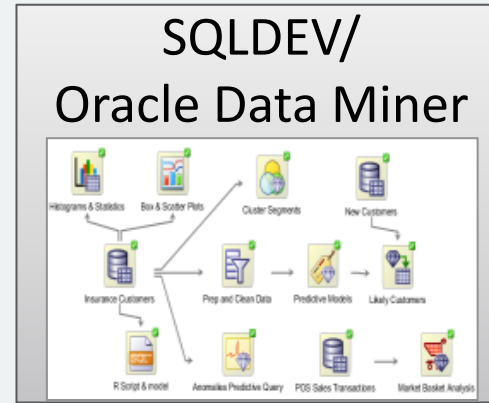 SQLDEV/
Oracle Data Miner
Histograms & Statistics
Box & Scatter Plots
Cluster Segments
New Customers
Insurance Customers
Prep and Clean Data
Predictive Models
Likely Customers
R Script & model
Anomalies Predictive Query
POS Sales Transactions
Market Basket Analysis